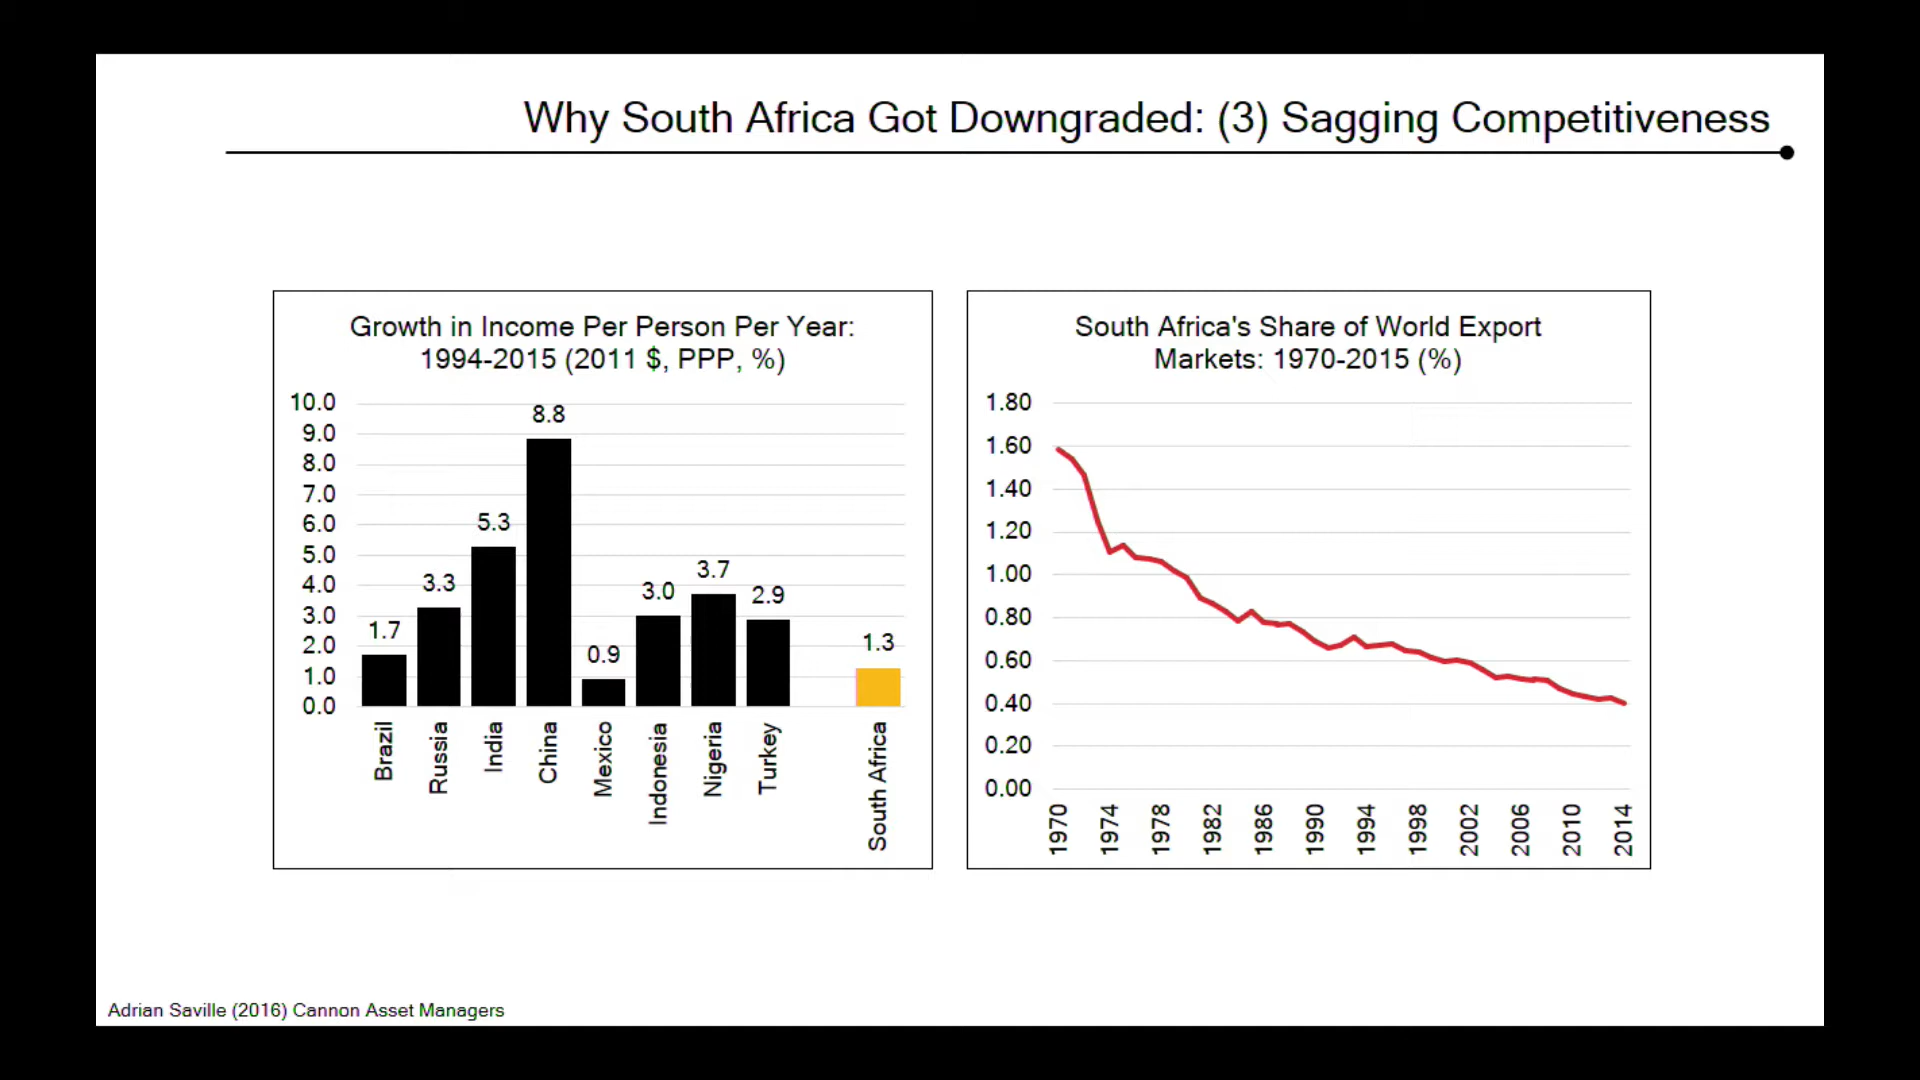 Why South Africa Got Downgraded: (3) Sagging Competitiveness
Growth in Income Per Person Per Year:
1994-2015 (2011 $, PPP, %)
10.0
9.0
8.0
7.0
6.0
5.0
4.0
3.0
2.0
1.0
0.0
1.7
3.3
5.3
8.8
0.9
3.0
3.7
2.9
1.3
Brazil
Russia
India
China
Mexico
Indonesia
Nigeria
Turkey
South Africa
South Africa's Share of World Export
Markets: 1970-2015 (%)
1.80
1.60
1.40
1.20
1.00
0.80
0.60
0.40
0.20
0.00
1970
1974
1978
1982
1986
1990
1994
1998
2002
2006
2010
2014
Adrian Saville (2016) Cannon Asset Managers